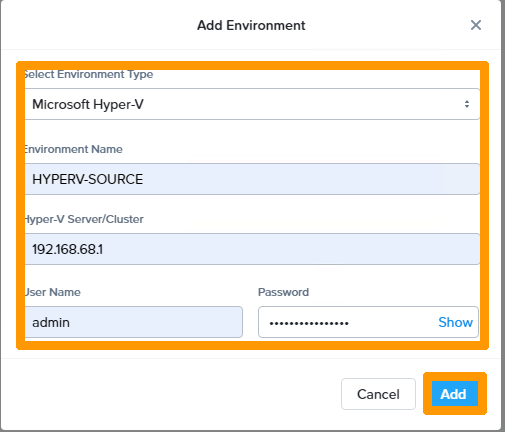 Add Environment
Select Environment Type
Microsoft Hyper-V
Environment Name
HYPERV-SOURCE
Hyper-V Server/Cluster
192.168.68.1
User Name Password
admin •••••••••••••••• Show
Cancel Add